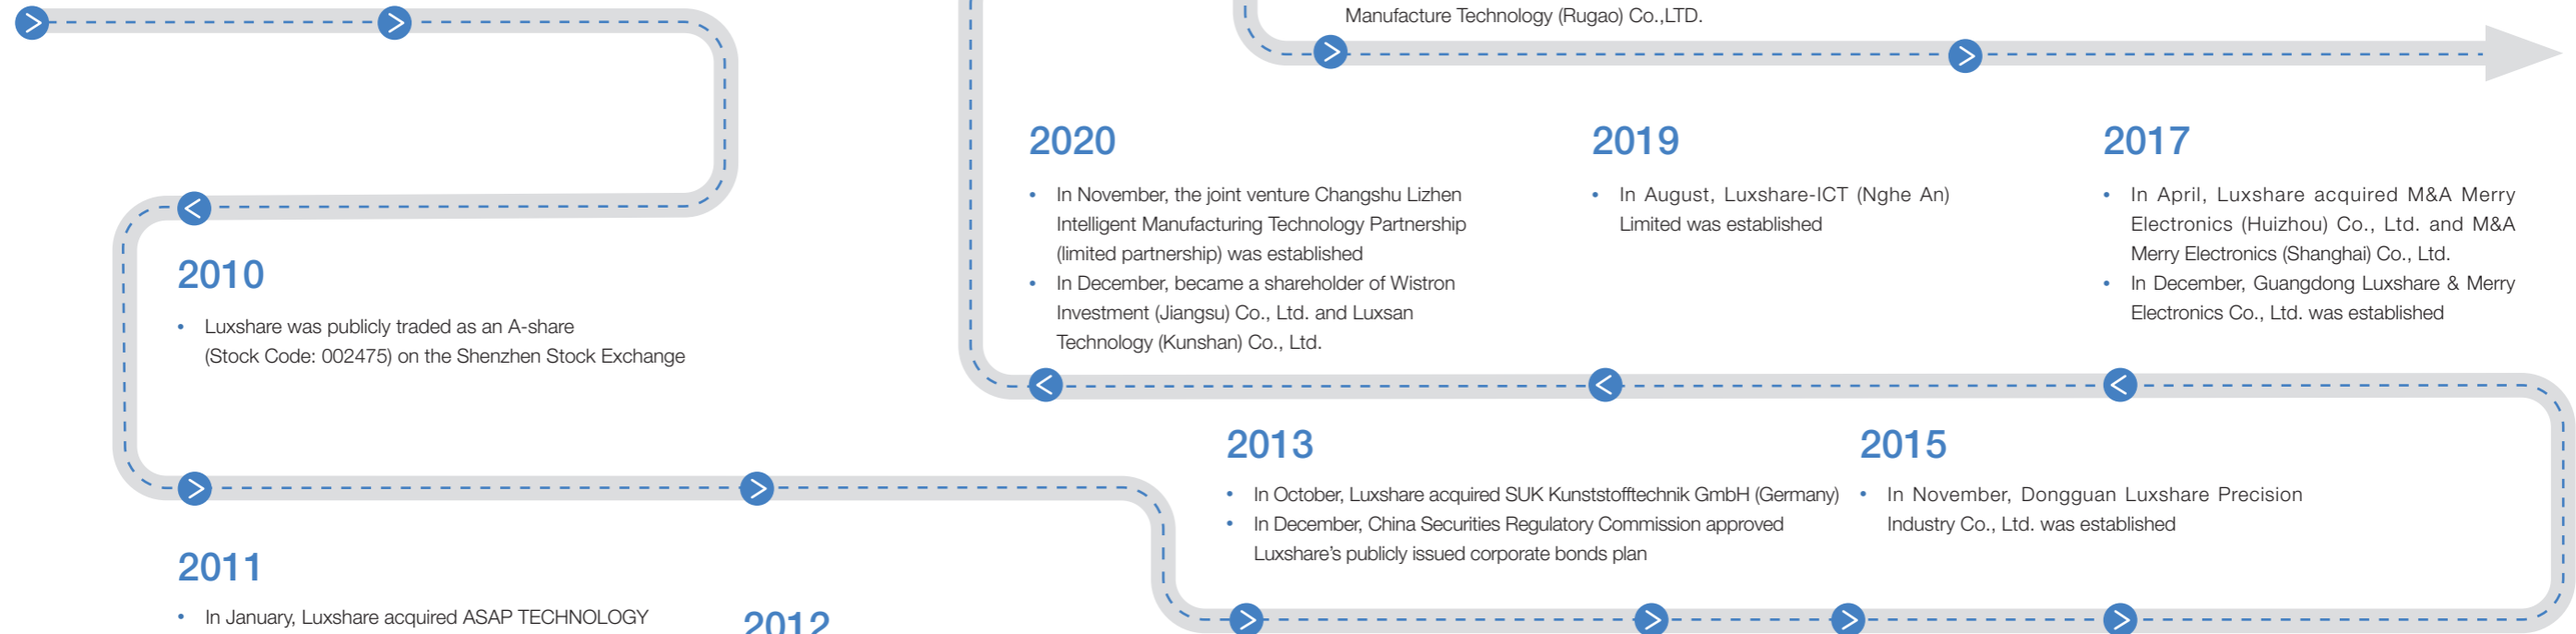 Manufacture Technology (Rugao) Co.,LTD.
2020
• In November, the joint venture Changshu Lizhen
Intelligent Manufacturing Technology Partnership
(limited partnership) was established
• In December, became a shareholder of Wistron
Investment (Jiangsu) Co., Ltd. and Luxsan
Technology (Kunshan) Co., Ltd.
2019
• In August, Luxshare-ICT (Nghe An)
Limited was established
2017
• In April, Luxshare acquired M&A Merry
Electronics (Huizhou) Co., Ltd. and M&A
Merry Electronics (Shanghai) Co., Ltd.
• In December, Guangdong Luxshare & Merry
Electronics Co., Ltd. was established
2010
• Luxshare was publicly traded as an A-share
(Stock Code: 002475) on the Shenzhen Stock Exchange
2013
• In October, Luxshare acquired SUK Kunststofftechnik GmbH (Germany)
• In December, China Securities Regulatory Commission approved
Luxshare’s publicly issued corporate bonds plan
2015
• In November, Dongguan Luxshare Precision
Industry Co., Ltd. was established
2011
• In January, Luxshare acquired ASAP TECHNOLOGY
2012